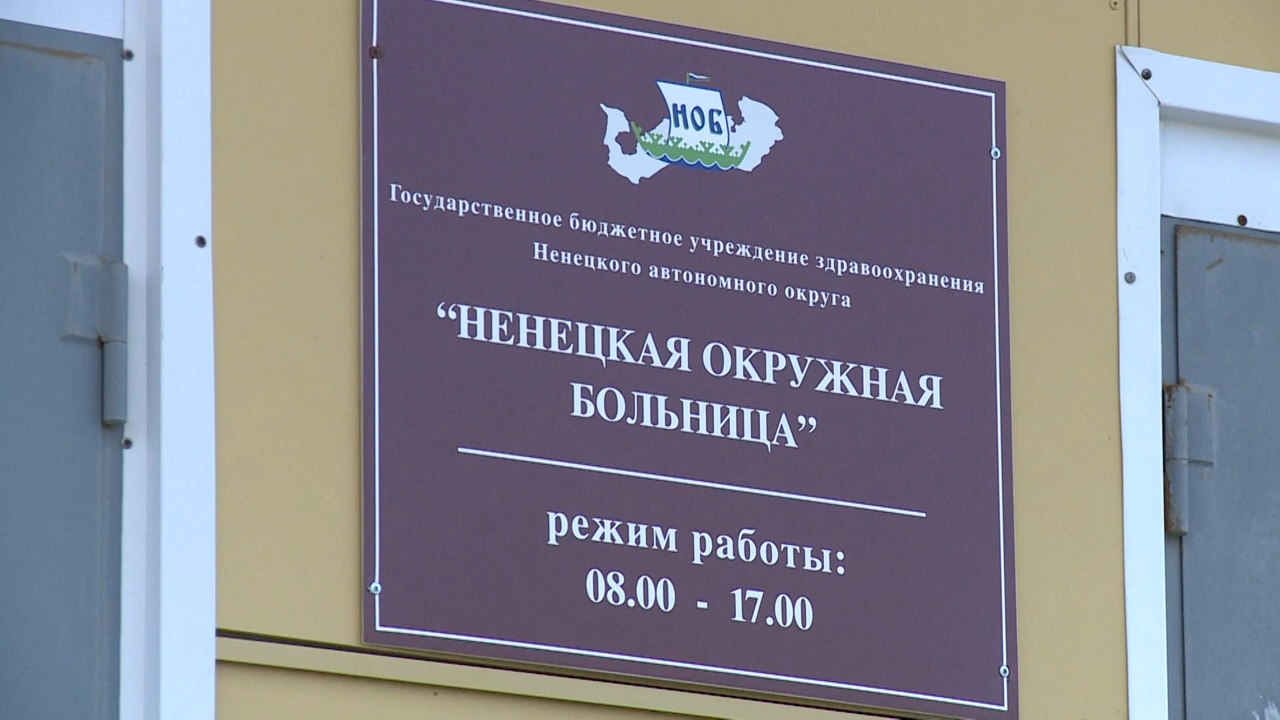 НОБ
Государственное бюджетное учреждение здравоохранения
Ненецкого автономного округа
“НЕНЕЦКАЯ ОКРУЖНАЯ
БОЛЬНИЦА”
режим работы:
08.00 - 17.00